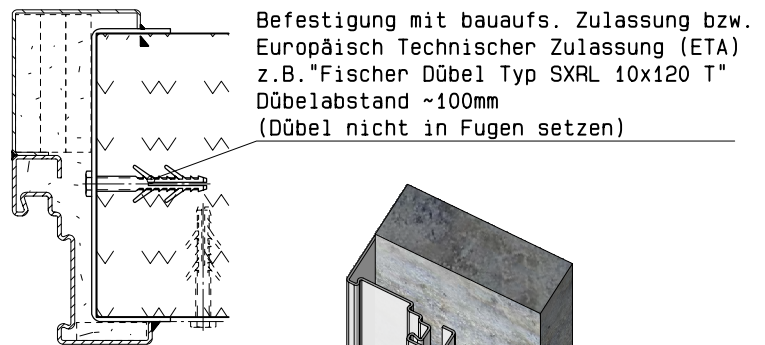 Befestigung mit bauaufs. Zulassung bzw.
Europäisch Technischer Zulassung (ETA)
z.B."Fischer Dübel Typ SXRL 10x120 T"
Dübelabstand ~100mm
(Dübel nicht in Fugen setzen)